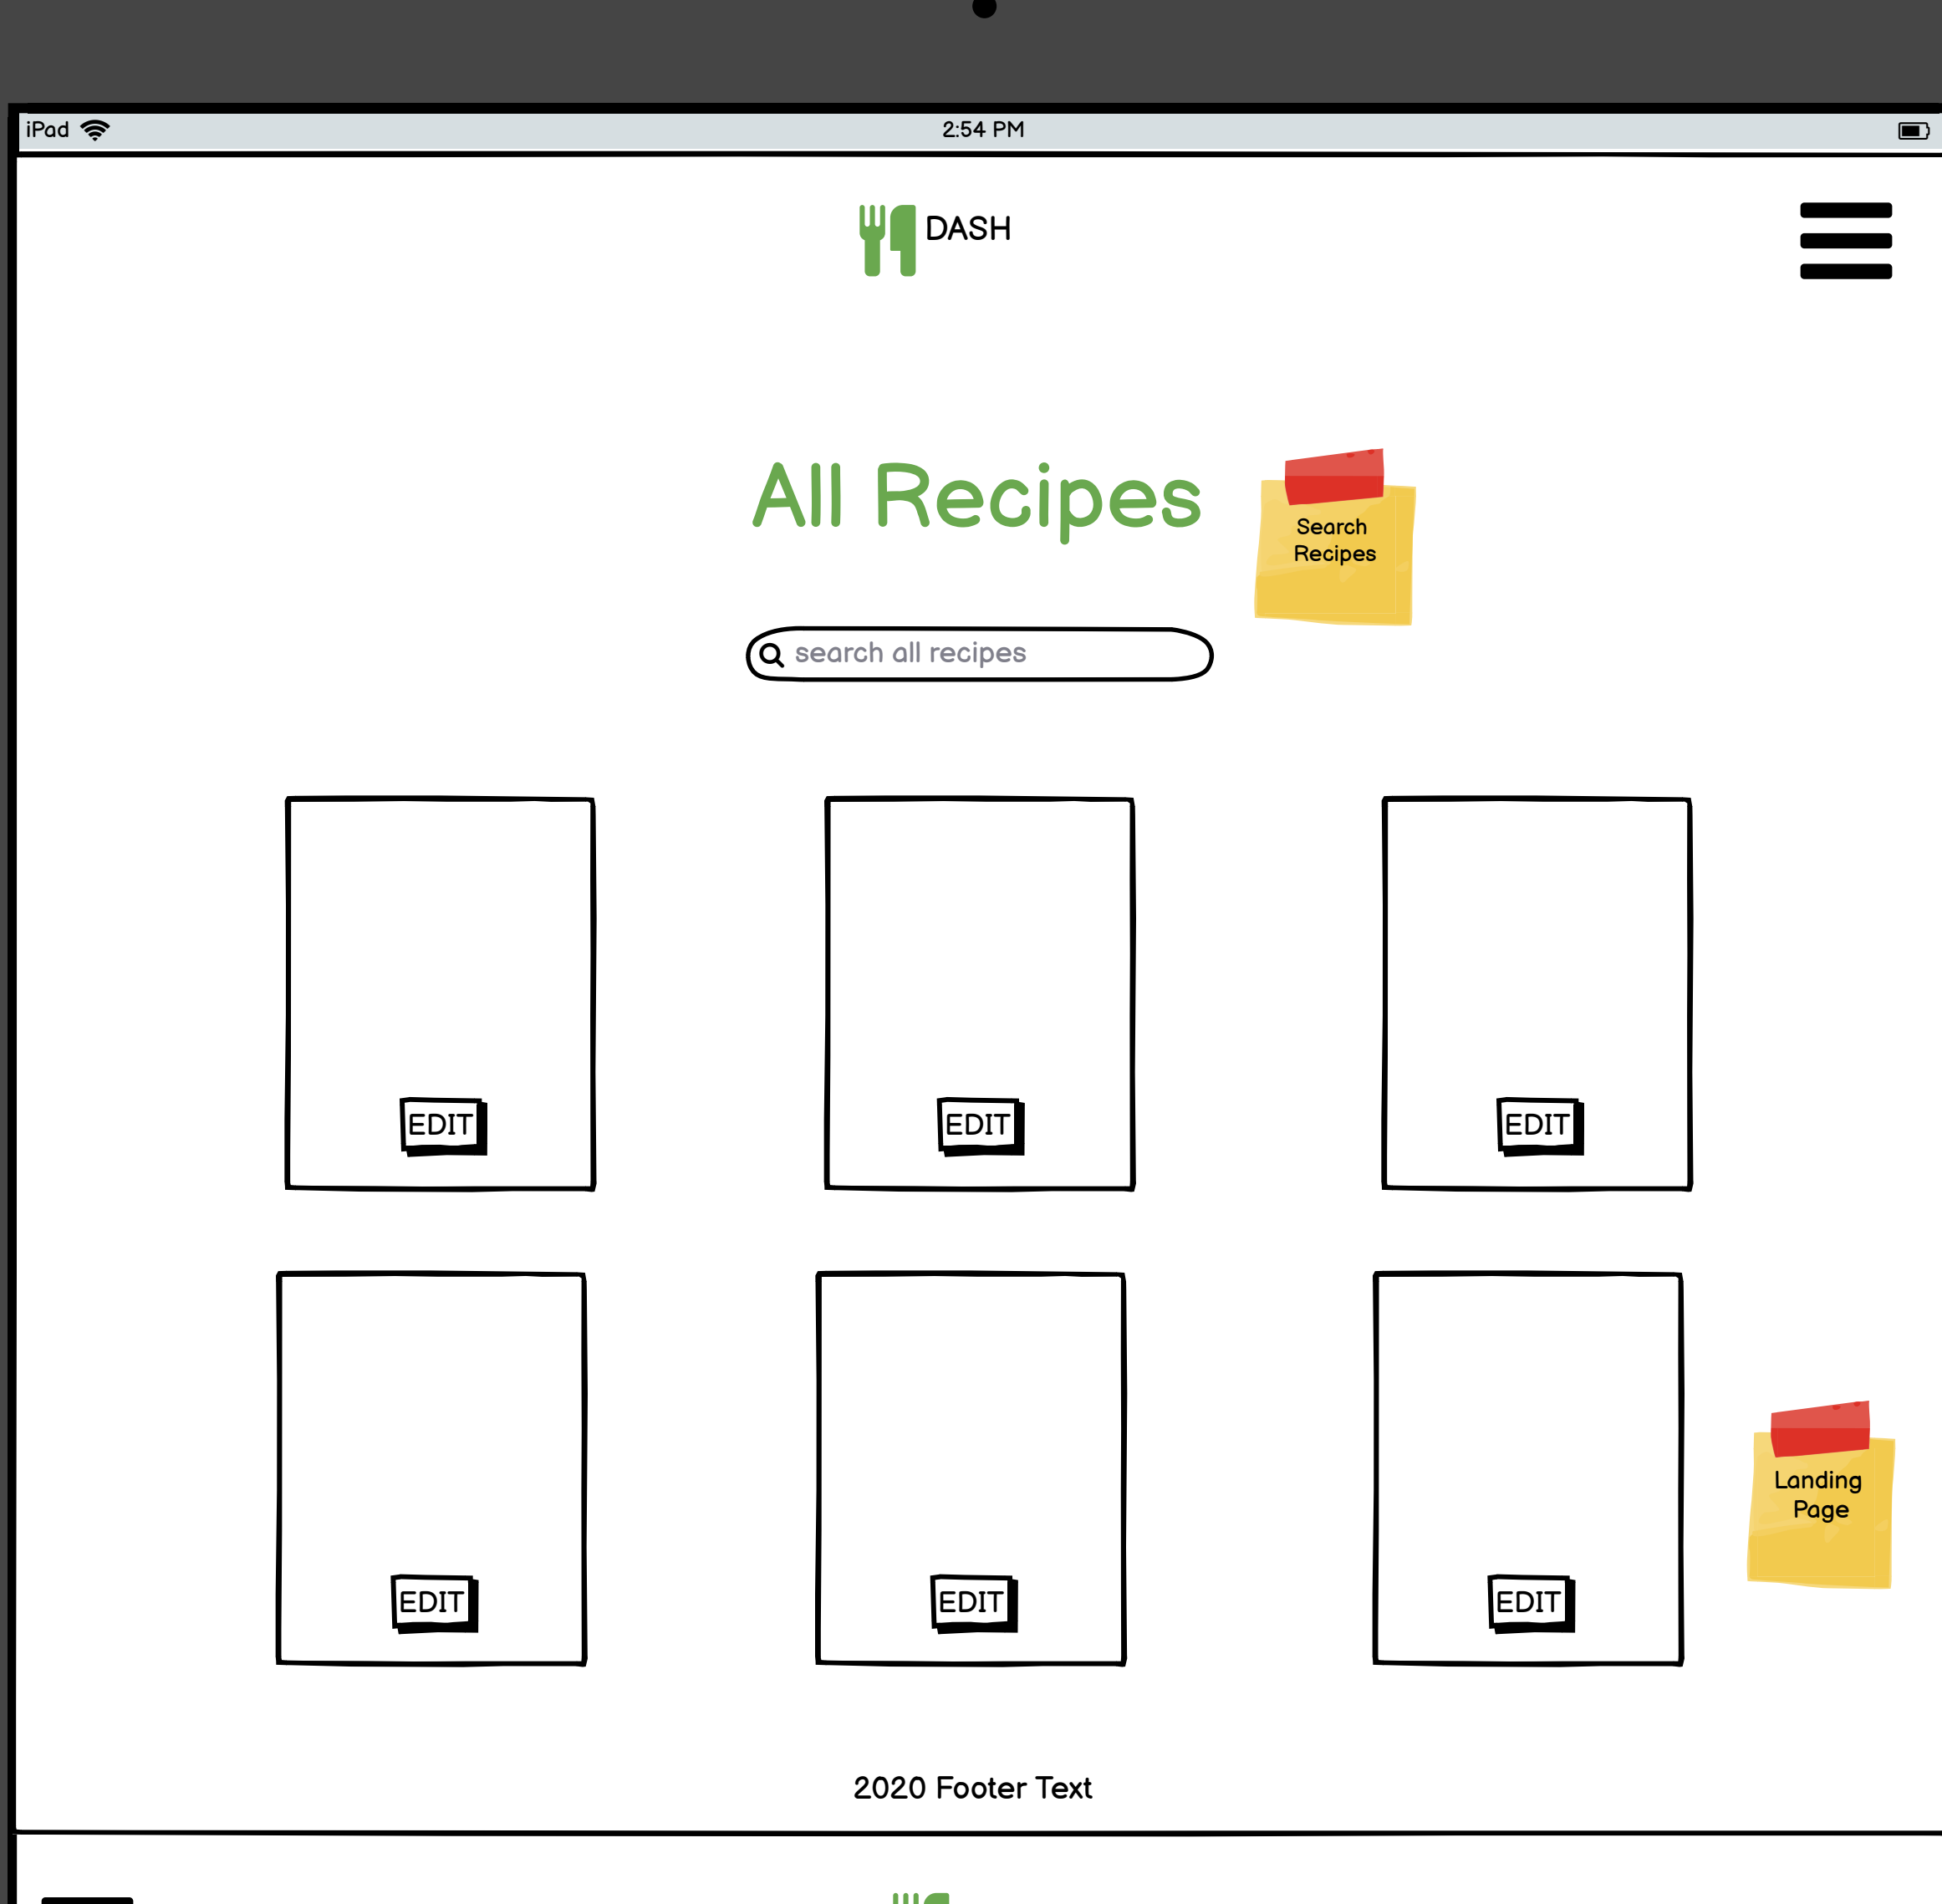 iPad
2:54 PM
DASH
All Recipes
Search
Recipes
search all recipes
EDIT
EDIT
EDIT
EDIT
EDIT
EDIT
Landing
Page
2020 Footer Text